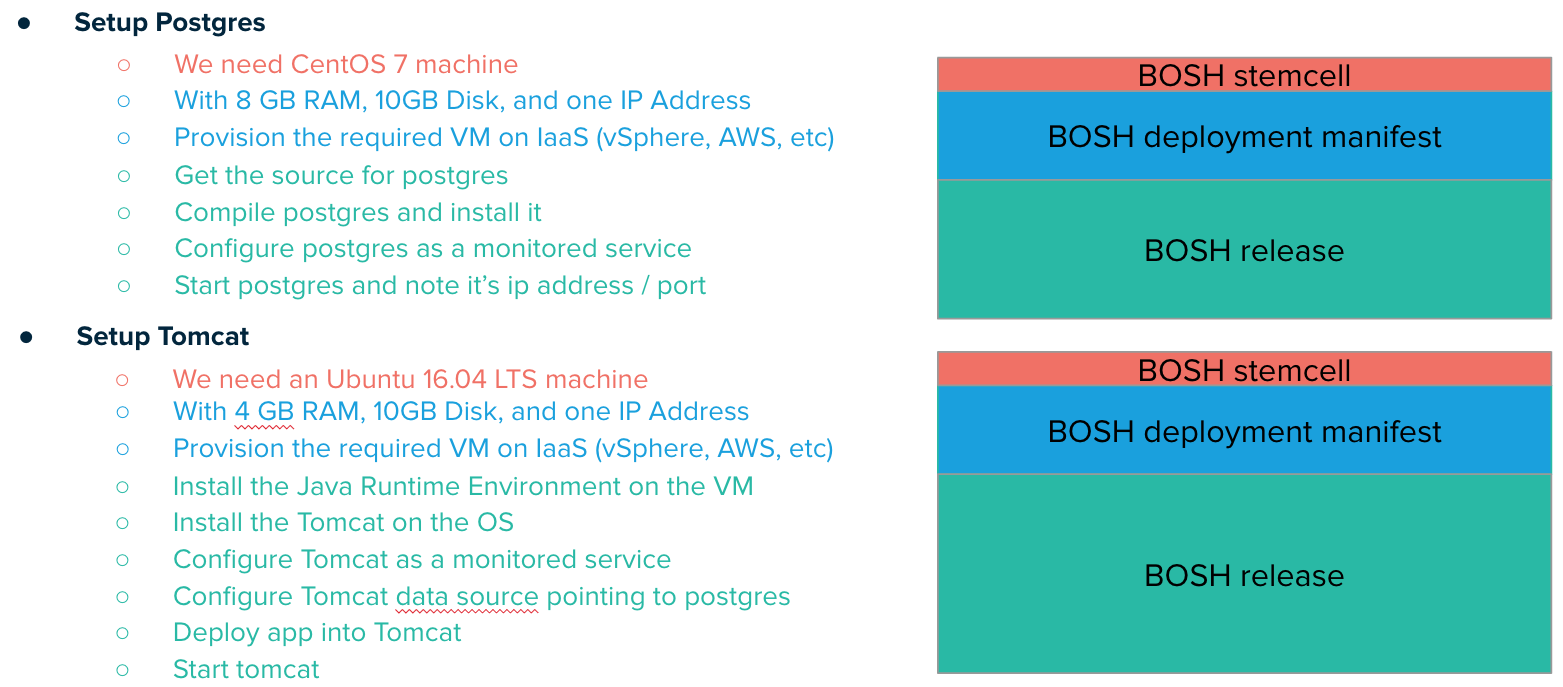 Setup Postgres
We need CentOS 7 machine
With 8 GB RAM, 10GB Disk, and one IP Address
Provision the required VM on IaaS (vSphere, AWS, etc)
Get the source for postgres
Compile postgres and install it
Configure postgres as a monitored service
Start postgres and note it’s ip address / port
BOSH stemcell
BOSH deployment manifest
BOSH release
Setup Tomcat
We need an Ubuntu 16.04 LTS machine
With 4 GB RAM, 10GB Disk, and one IP Address
Provision the required VM on IaaS (vSphere, AWS, etc)
Install the Java Runtime Environment on the VM
Install the Tomcat on the OS
Configure Tomcat as a monitored service
Configure Tomcat data source pointing to postgres
Deploy app into Tomcat
Start tomcat
BOSH stemcell
BOSH deployment manifest
BOSH release